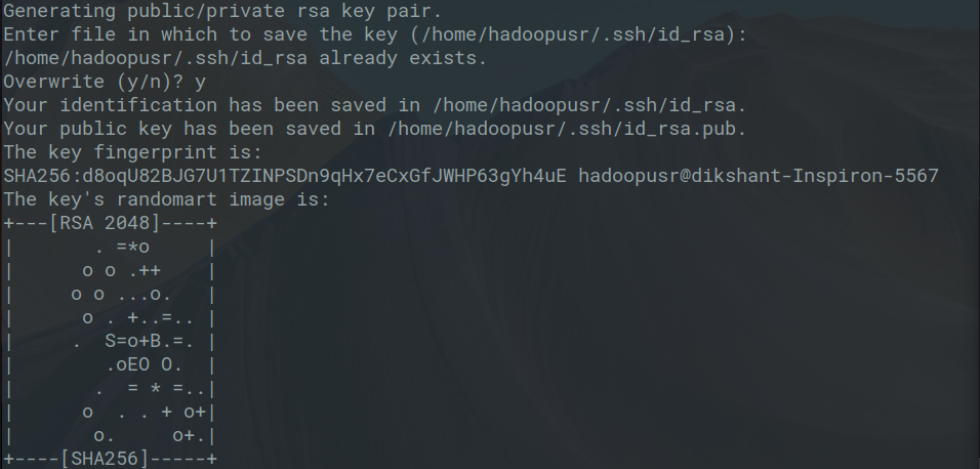 Generating public/private rsa key pair.
Enter file in which to save the key (/home/hadoopusr/.ssh/id_rsa):
/home/hadoopusr/.ssh/id_rsa already exists.
Overwrite (y/n)? y
Your identification has been saved in /home/hadoopusr/.ssh/id_rsa.
Your public key has been saved in /home/hadoopusr/.ssh/id_rsa.pub.
The key fingerprint is:
SHA256:d8oqU82BJG7U1TZINPSDn9qHx7eCxGfJWHP63gYh4uE hadoopusr@dikshant-Inspiron-5567
The key's randomart image is:
+---[RSA 2048]----+
|       . =*o     |
|      o o .++    |
|     o o ...o.   |
|      o . +..=.. |
|     .  S=o+B.=. |
|        .oEO O.  |
|       .  = * =..|
|      o  . . + o+|
|       o.     o+.|
+----[SHA256]-----+